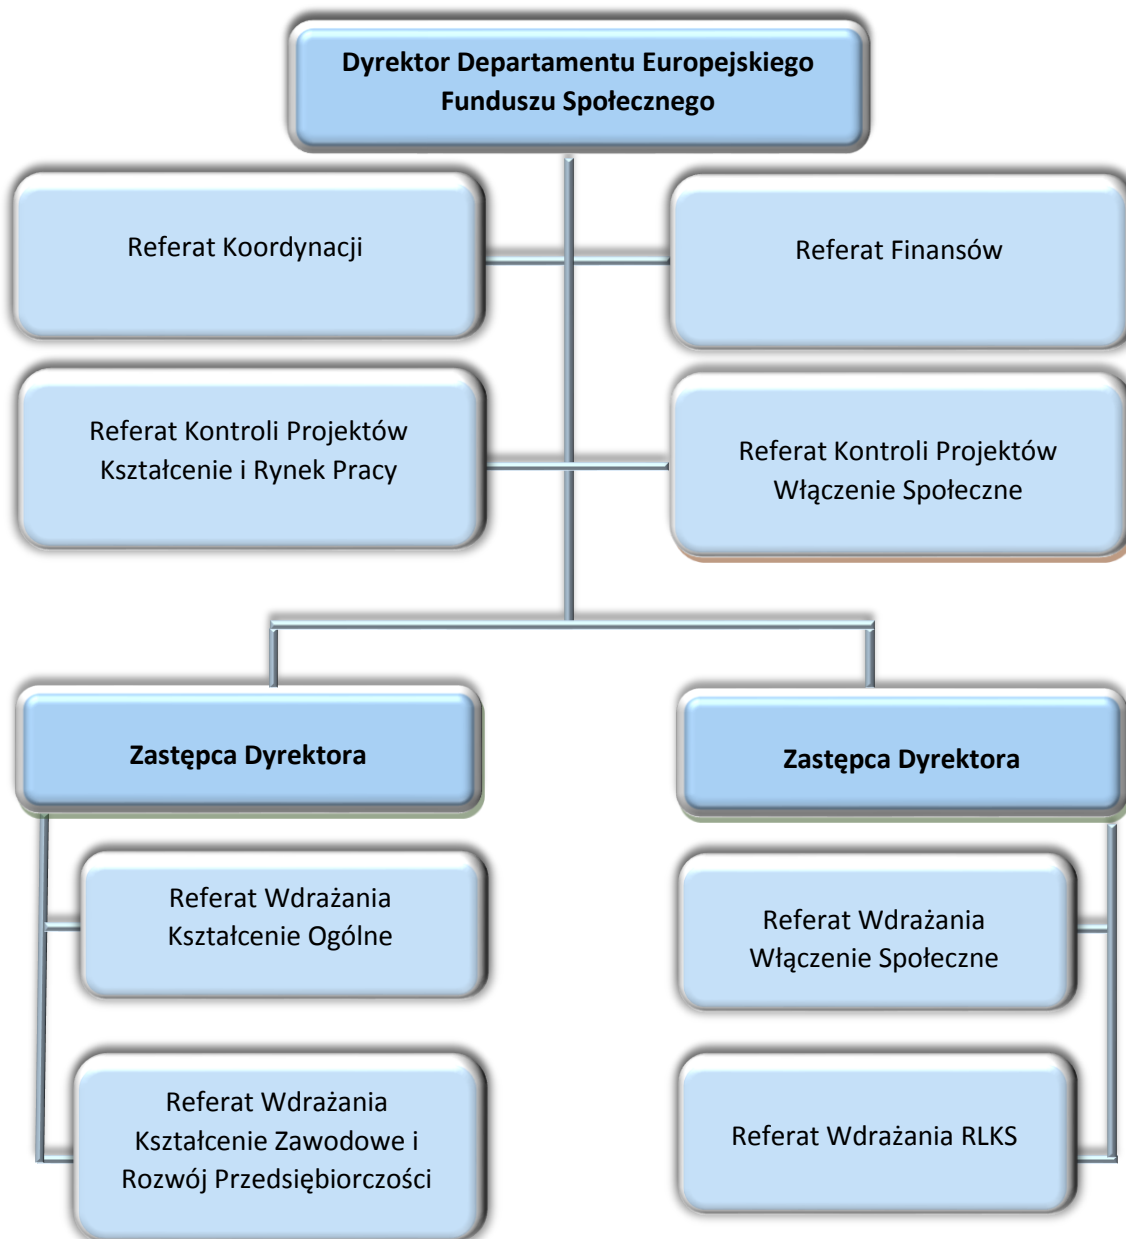 Dyrektor Departamentu Europejskiego
Funduszu Społecznego
Referat Koordynacji
Referat Finansów
Referat Kontroli Projektów
Kształcenie i Rynek Pracy
Referat Kontroli Projektów
Włączenie Społeczne
Zastępca Dyrektora
Zastępca Dyrektora
Referat Wdrażania
Kształcenie Ogólne
Referat Wdrażania
Włączenie Społeczne
Referat Wdrażania
Kształcenie Zawodowe i
Rozwój Przedsiębiorczości
Referat Wdrażania RLKS